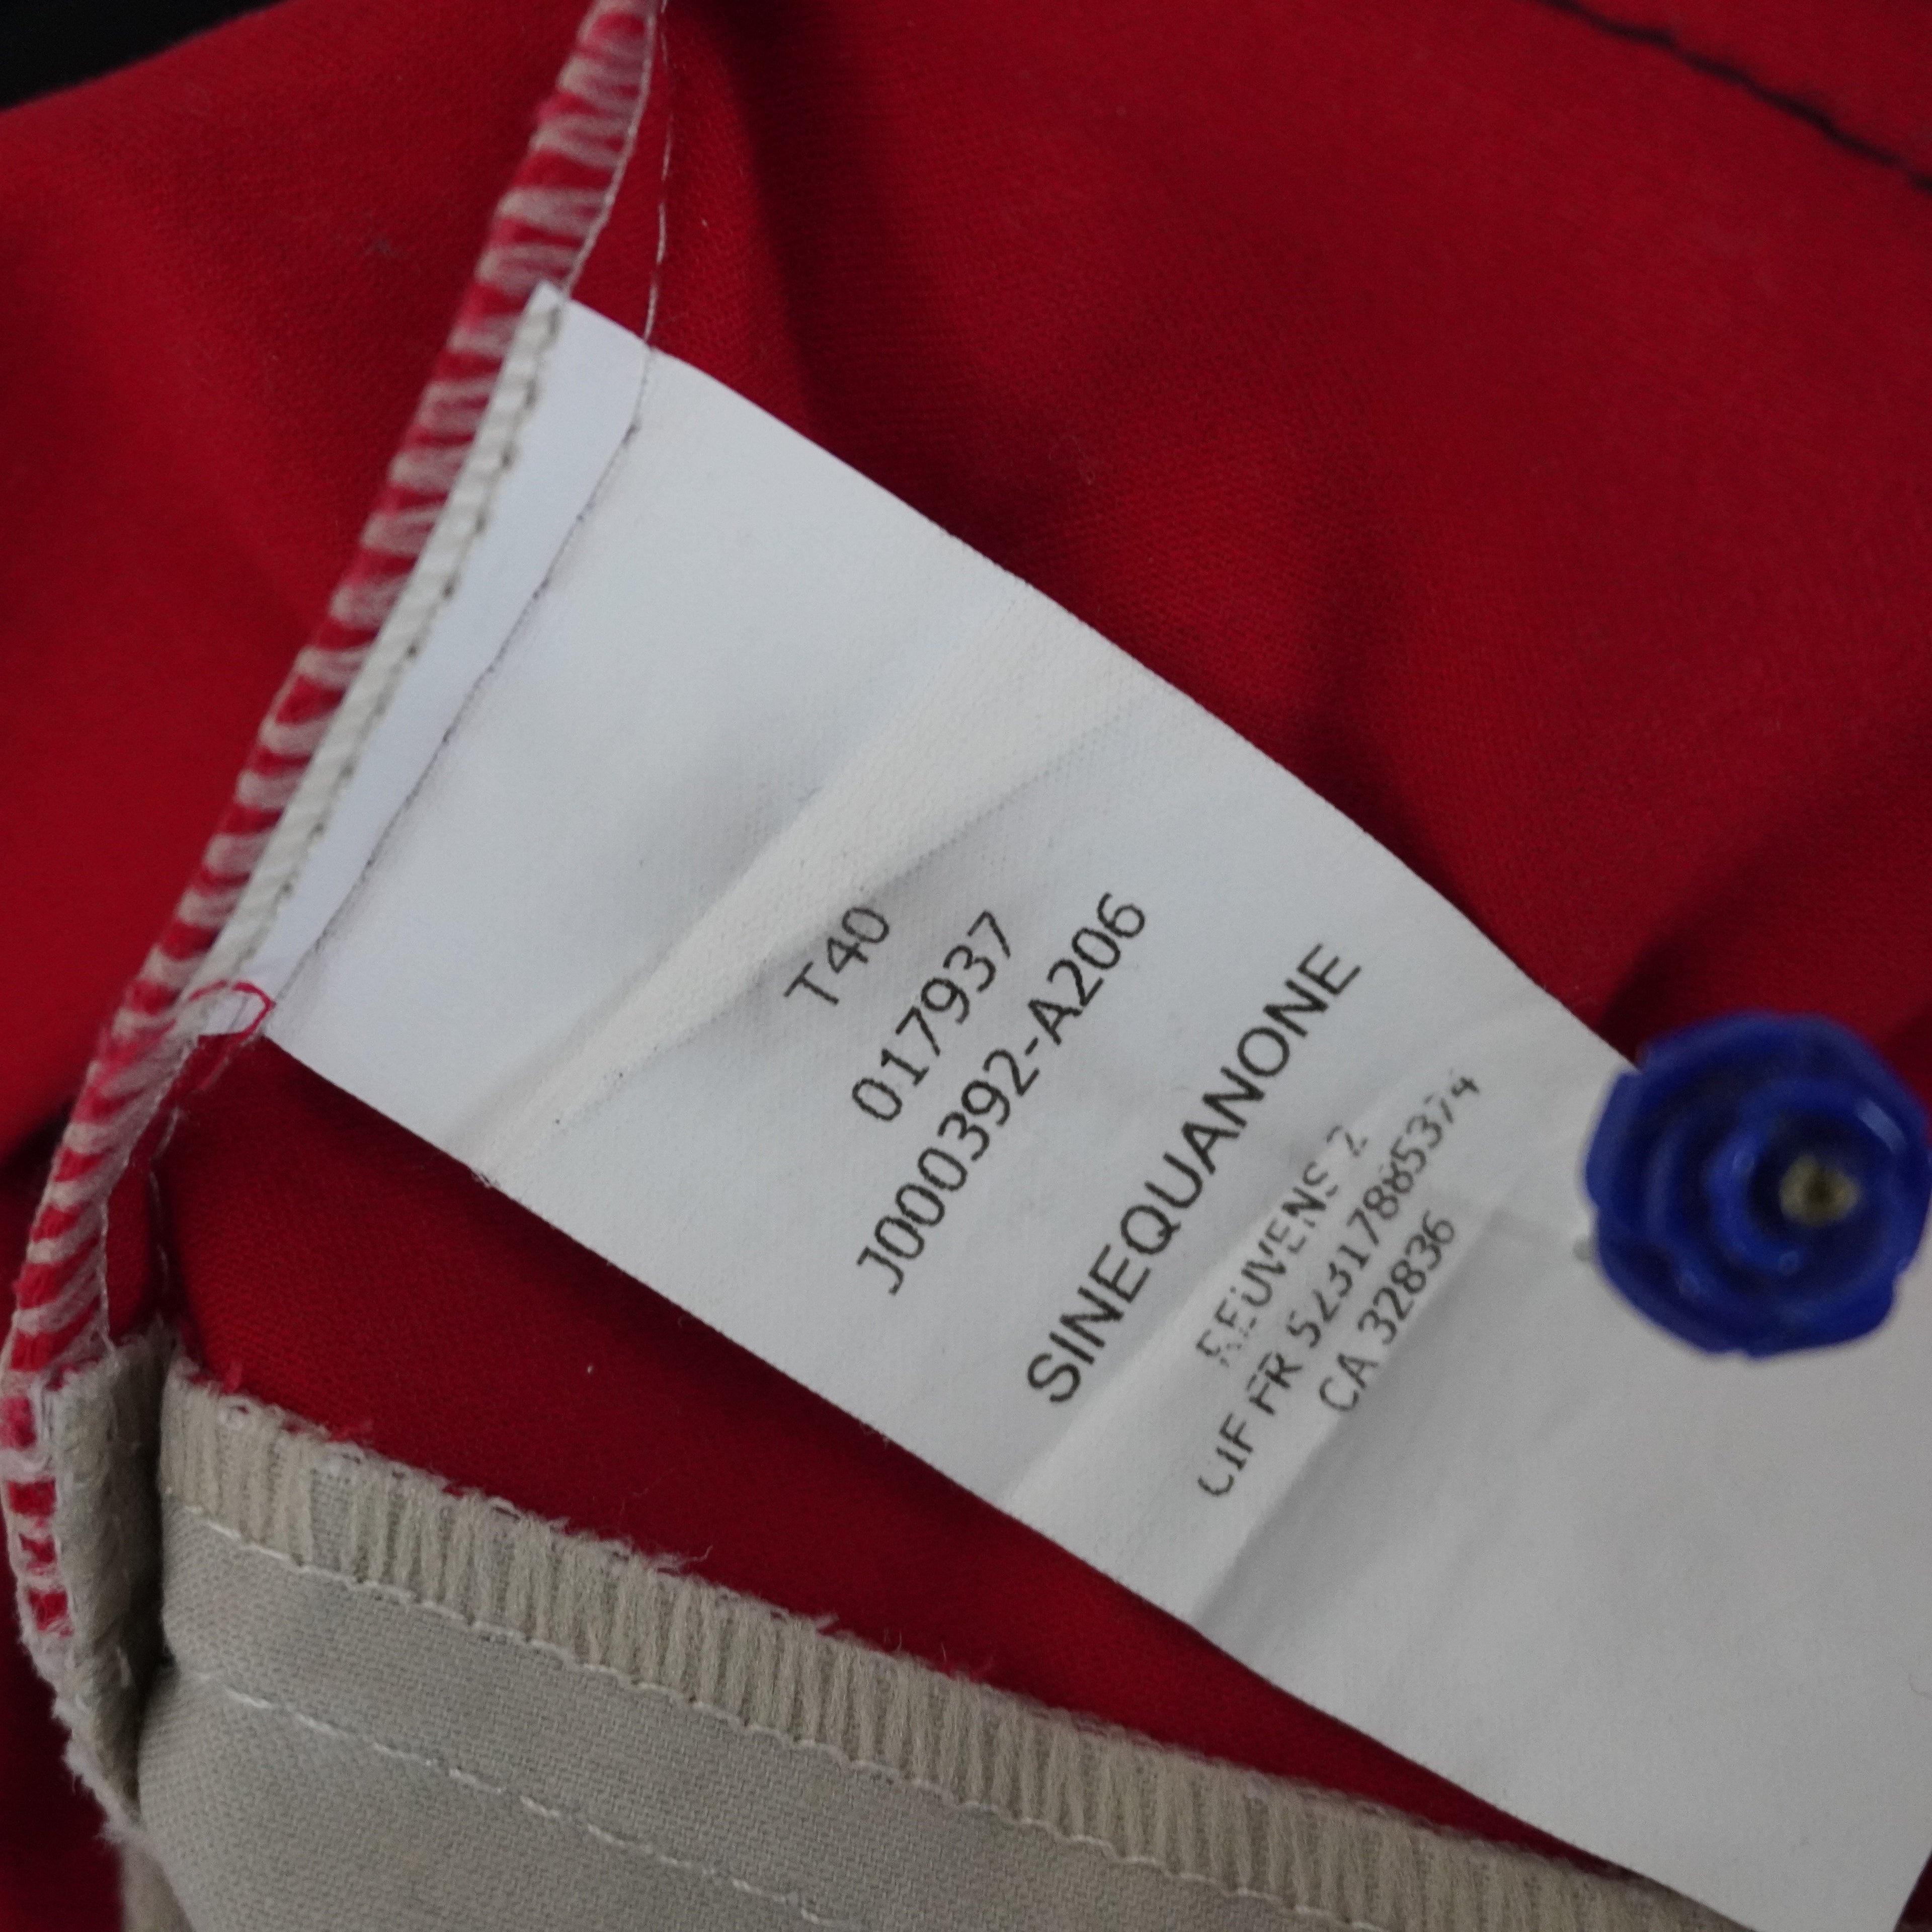 T40
017937
J000392-A206
SINEQUANONE
REUVENS 2
CIF FR 52317885374
CA 32836